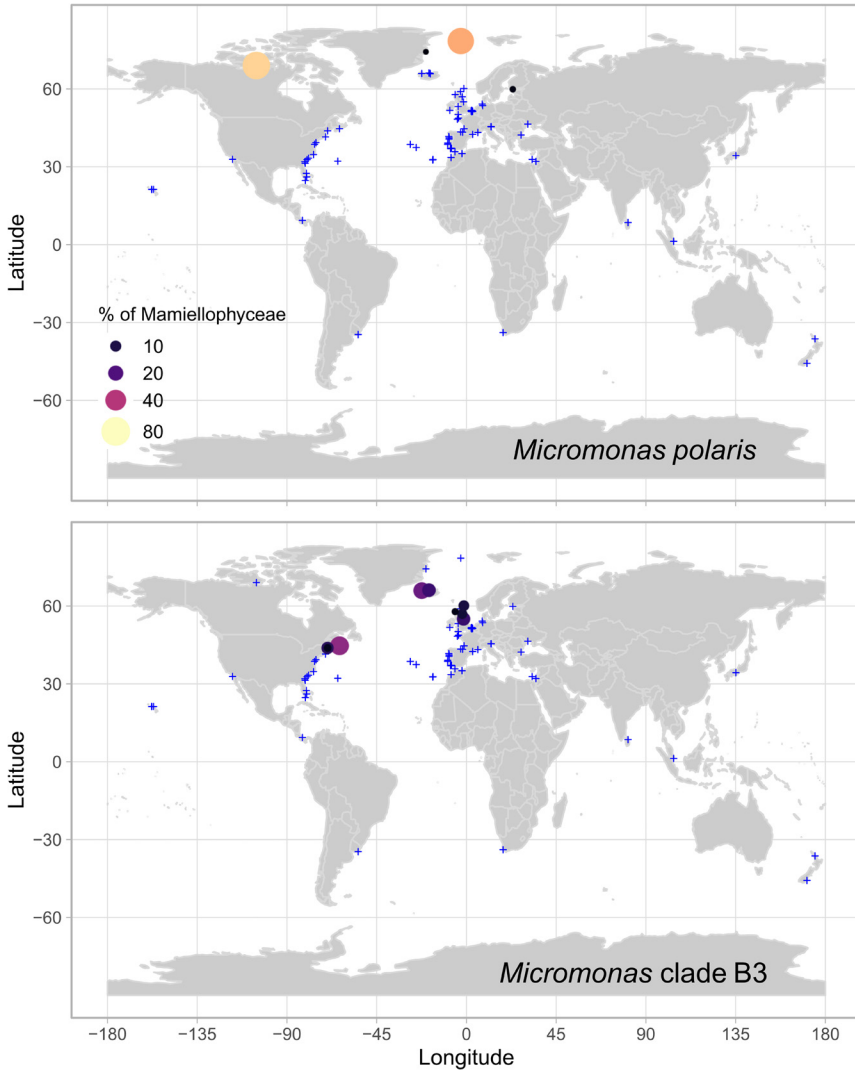 60
30
0
−30
−60
Latitude
% of Mamiellophyceae
10
20
40
80
Micromonas polaris
60
30
0
−30
−60
Latitude
Micromonas clade B3
−180 −135 −90 −45 0 45 90 135 180
Longitude